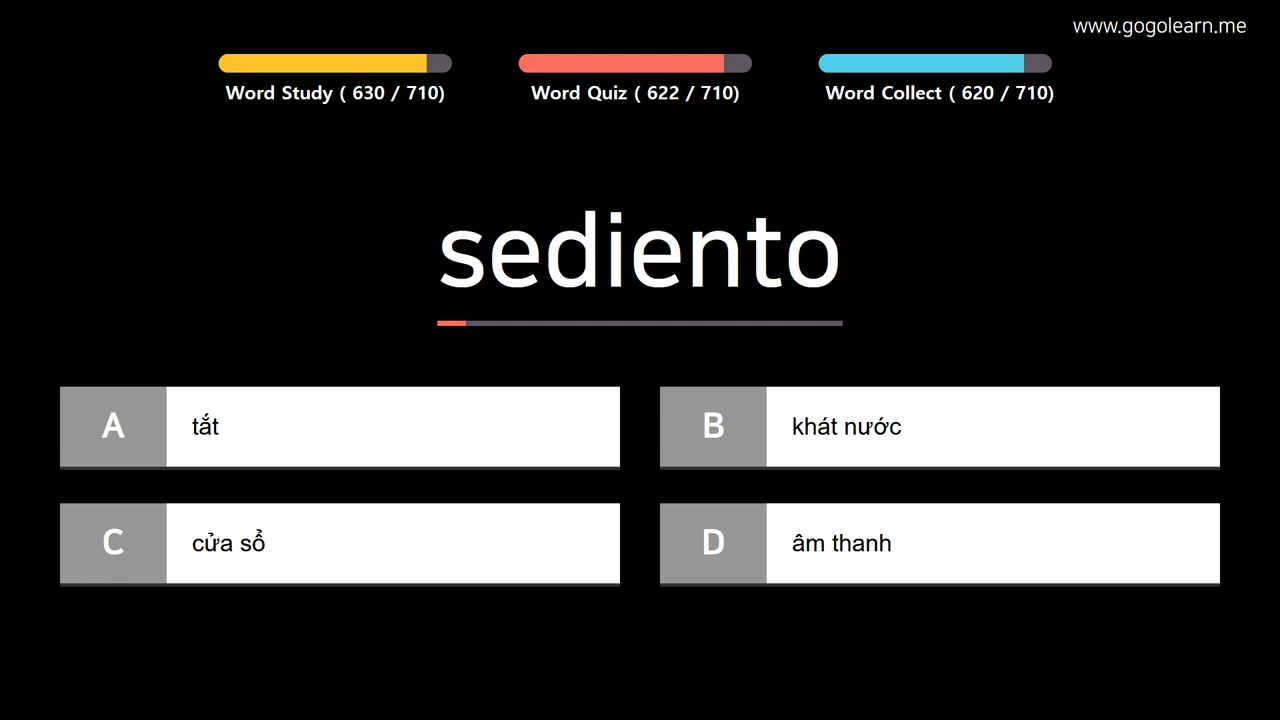 www.gogolearn.me
Word Study ( 630 / 710)
Word Quiz ( 622 / 710)
Word Collect ( 620 / 710)
sediento
A tắt
B khát nước
C cửa sổ
D âm thanh